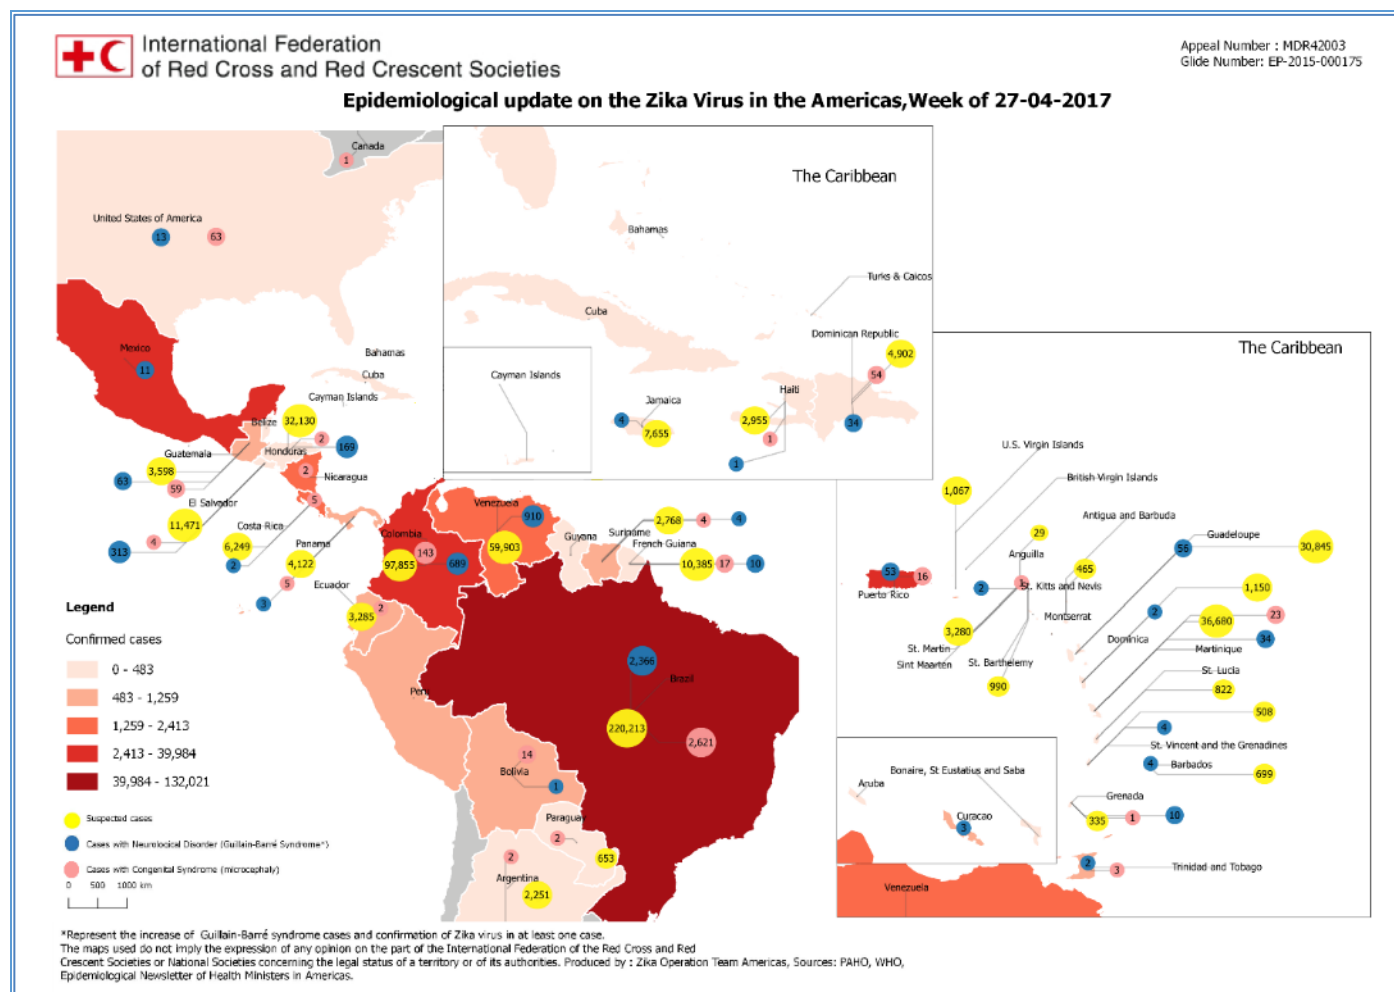 International Federation
of Red Cross and Red Crescent Societies
Appeal Number : MDR42003
Glide Number: EP-2015-000175
Epidemiological update on the Zika Virus in the Americas,Week of 27-04-2017
Canada
1
United States of America
13
63
Mexico
11
Bahamas
Cuba
Cayman Islands
Belize
32,130
2
169
Guatemala
Honduras
3,598
63
59
2
Nicaragua
El Salvador
11,471
4
313
5
Costa Rica
6,249
2
Panama
4,122
5
3
Ecuador
2
3,285
Colombia
143
97,855
689
Venezuela
910
59,903
Guyana
Suriname
2,768
4
4
French Guiana
10,385
17
10
2,366
Brazil
220,213
2,621
Peru
14
Bolivia
1
Paraguay
2
653
2
Argentina
2,251
The Caribbean
Bahamas
Turks & Caicos
Cuba
Dominican Republic
4,902
54
34
Cayman Islands
Jamaica
4
7,655
Haiti
2,955
1
1
The Caribbean
U.S. Virgin Islands
1,067
British Virgin Islands
29
Antigua and Barbuda
Anguilla
465
56
Guadeloupe
30,845
53
16
Puerto Rico
2
1
St. Kitts and Nevis
Montserrat
2
1,150
Dominica
36,680
23
34
Martinique
3,280
St. Martin
Sint Maarten
St. Barthelemy
990
St. Lucia
822
508
4
St. Vincent and the Grenadines
4
Barbados
699
Bonaire, St Eustatius and Saba
Aruba
Curacao
3
Grenada
335
1
10
2
3
Trinidad and Tobago
Venezuela
Legend
Confirmed cases
0 - 483
483 - 1,259
1,259 - 2,413
2,413 - 39,984
39,984 - 132,021
Suspected cases
Cases with Neurological Disorder (Guillain-Barré Syndrome*)
Cases with Congenital Syndrome (microcephaly)
0 500 1000 km
*Represent the increase of Guillain-Barré syndrome cases and confirmation of Zika virus in at least one case.
The maps used do not imply the expression of any opinion on the part of the International Federation of the Red Cross and Red
Crescent Societies or National Societies concerning the legal status of a territory or of its authorities. Produced by : Zika Operation Team Americas, Sources: PAHO, WHO,
Epidemiological Newsletter of Health Ministers in Americas.